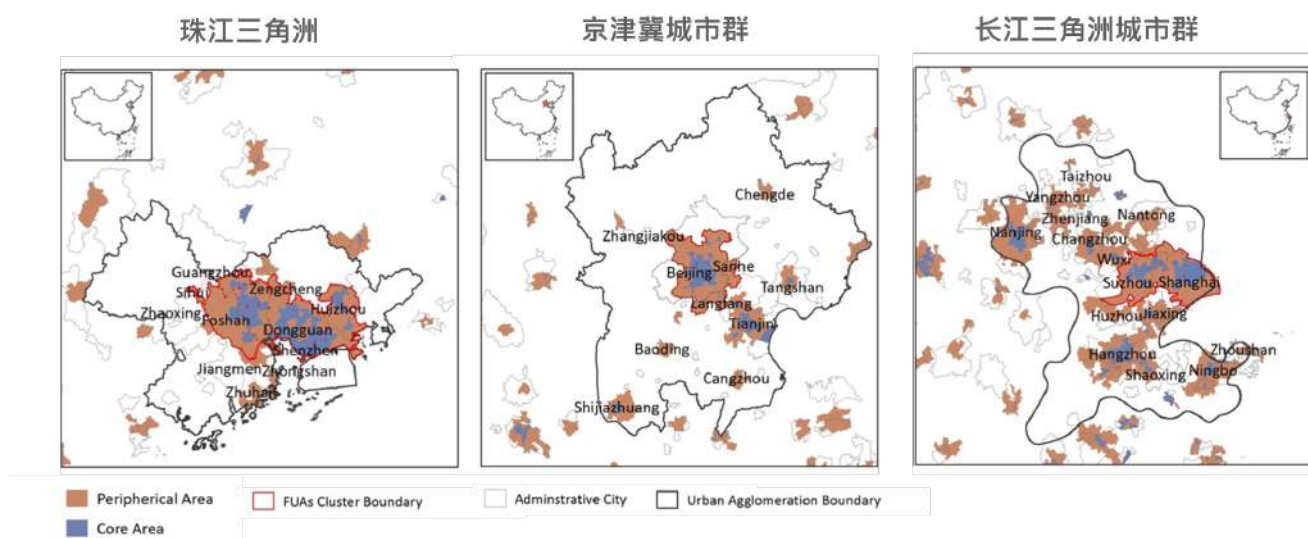 珠江三角洲
京津冀城市群
长江三角洲城市群
Guangzhou
Zengcheng
Sihui
Huizhou
Zhaoxing
Foshan
Dongguan
Shenzhen
Jiangmen
Zhongshan
Zhuhai
Chengde
Zhangjiakou
Beijing
Sanhe
Langfang
Tangshan
Tianjin
Baoding
Cangzhou
Shijiazhuang
Taizhou
Yangzhou
Zhenjiang
Nantong
Nanjing
Changzhou
Wuxi
Suzhou
Shanghai
Huzhou
Jiaxing
Hangzhou
Zhoushan
Shaoxing
Ningbo
Peripherical Area
FUAs Cluster Boundary
Adminstrative City
Urban Agglomeration Boundary
Core Area